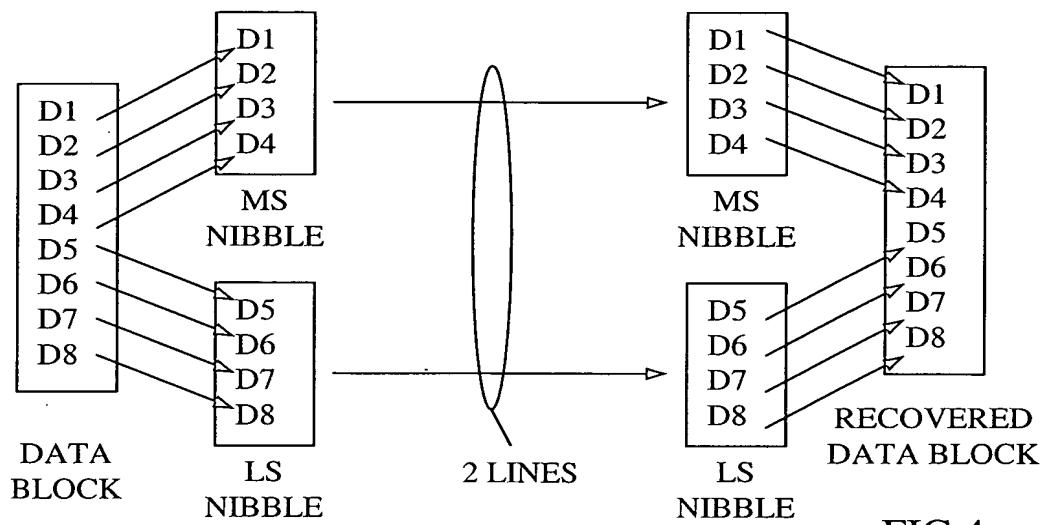 D1
D2
D3
D4
D5
D6
D7
D8
DATA
BLOCK
D1
D2
D3
D4
MS
NIBBLE
D5
D6
D7
D8
LS
NIBBLE
2 LINES
D1
D2
D3
D4
MS
NIBBLE
D5
D6
D7
D8
LS
NIBBLE
D1
D2
D3
D4
D5
D6
D7
D8
RECOVERED
DATA BLOCK